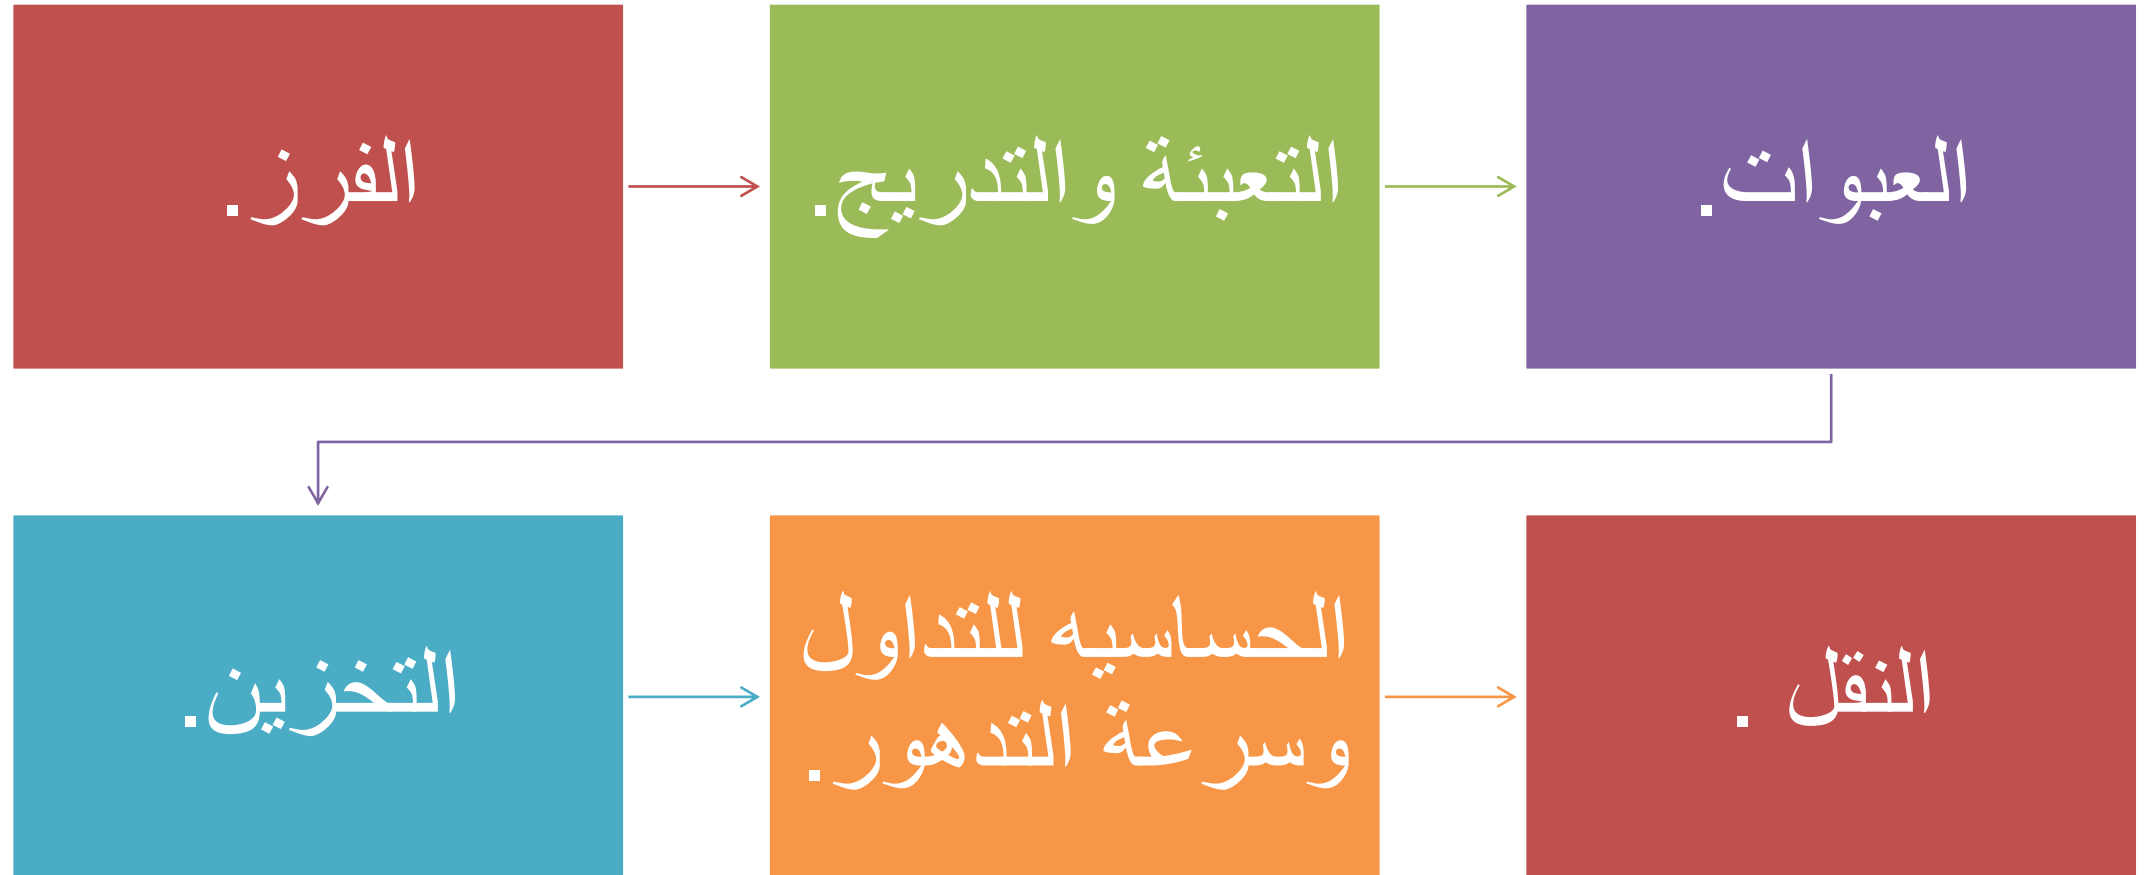 الفرز.
التعبئة والتدريج.
العبوات.
التخزين.
الحساسيه للتداول
وسرعة التدهور.
النقل .